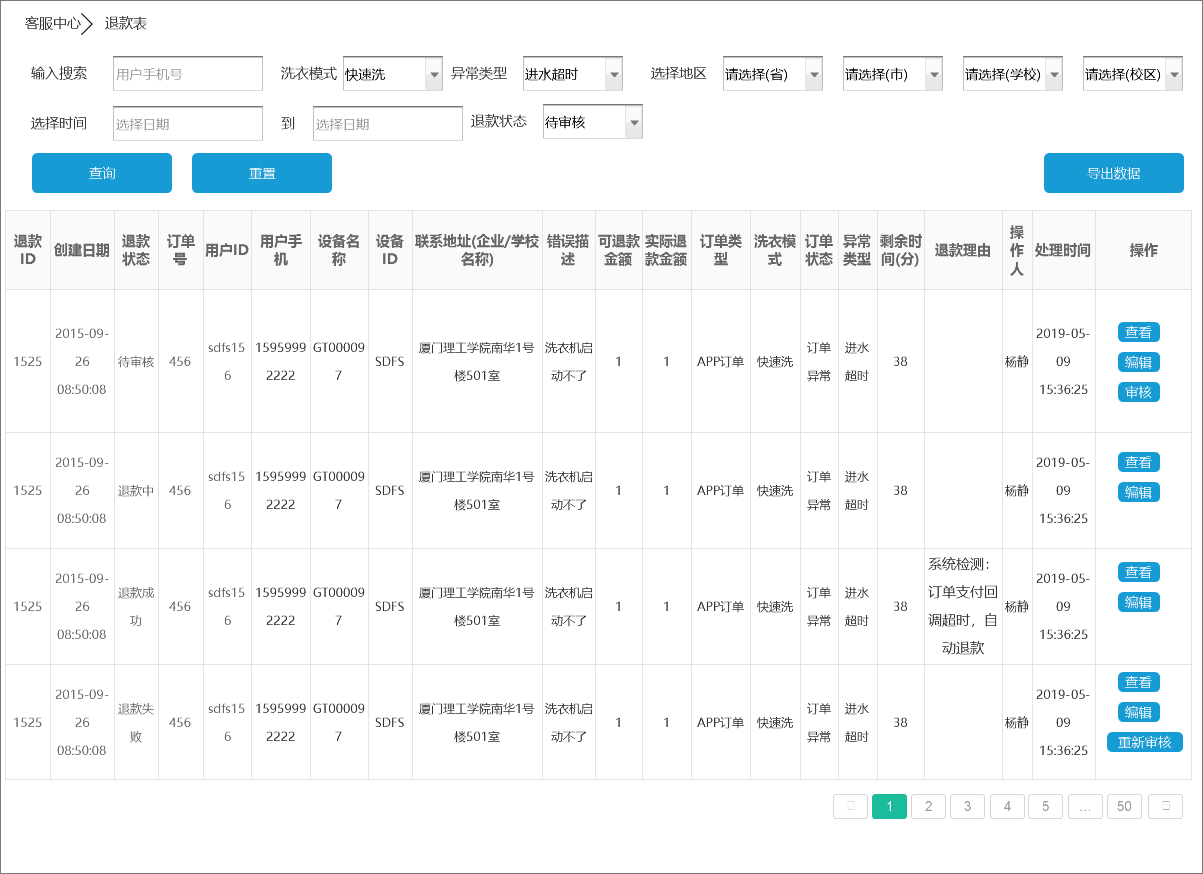 客服中心 退款表
输入搜索 用户手机号 洗衣模式 快速洗 异常类型 进水超时 选择地区 请选择(省) 请选择(市) 请选择(学校) 请选择(校区)
选择时间 选择日期 到 选择日期 退款状态 待审核
查询 重置 导出数据
退款ID 创建日期 退款状态 订单号 用户ID 用户手机 设备名称 设备ID 联系地址(企业/学校名称) 错误描述 可退款金额 实际退款金额 订单类型 洗衣模式 订单状态 异常类型 剩余时间(分) 退款理由 操作人 处理时间 操作
1525 2015-09-26 08:50:08 待审核 456 sdfs156 15959992222 GT000097 SDFS 厦门理工学院南华1号楼501室 洗衣机启动不了 1 1 APP订单 快速洗 订单异常 进水超时 38 杨静 2019-05-09 15:36:25 查看 编辑 审核
1525 2015-09-26 08:50:08 退款中 456 sdfs156 15959992222 GT000097 SDFS 厦门理工学院南华1号楼501室 洗衣机启动不了 1 1 APP订单 快速洗 订单异常 进水超时 38 杨静 2019-05-09 15:36:25 查看 编辑
1525 2015-09-26 08:50:08 退款成功 456 sdfs156 15959992222 GT000097 SDFS 厦门理工学院南华1号楼501室 洗衣机启动不了 1 1 APP订单 快速洗 订单异常 进水超时 38 系统检测：订单支付回调超时，自动退款 杨静 2019-05-09 15:36:25 查看 编辑
1525 2015-09-26 08:50:08 退款失败 456 sdfs156 15959992222 GT000097 SDFS 厦门理工学院南华1号楼501室 洗衣机启动不了 1 1 APP订单 快速洗 订单异常 进水超时 38 杨静 2019-05-09 15:36:25 查看 编辑 重新审核
1 2 3 4 5 ... 50